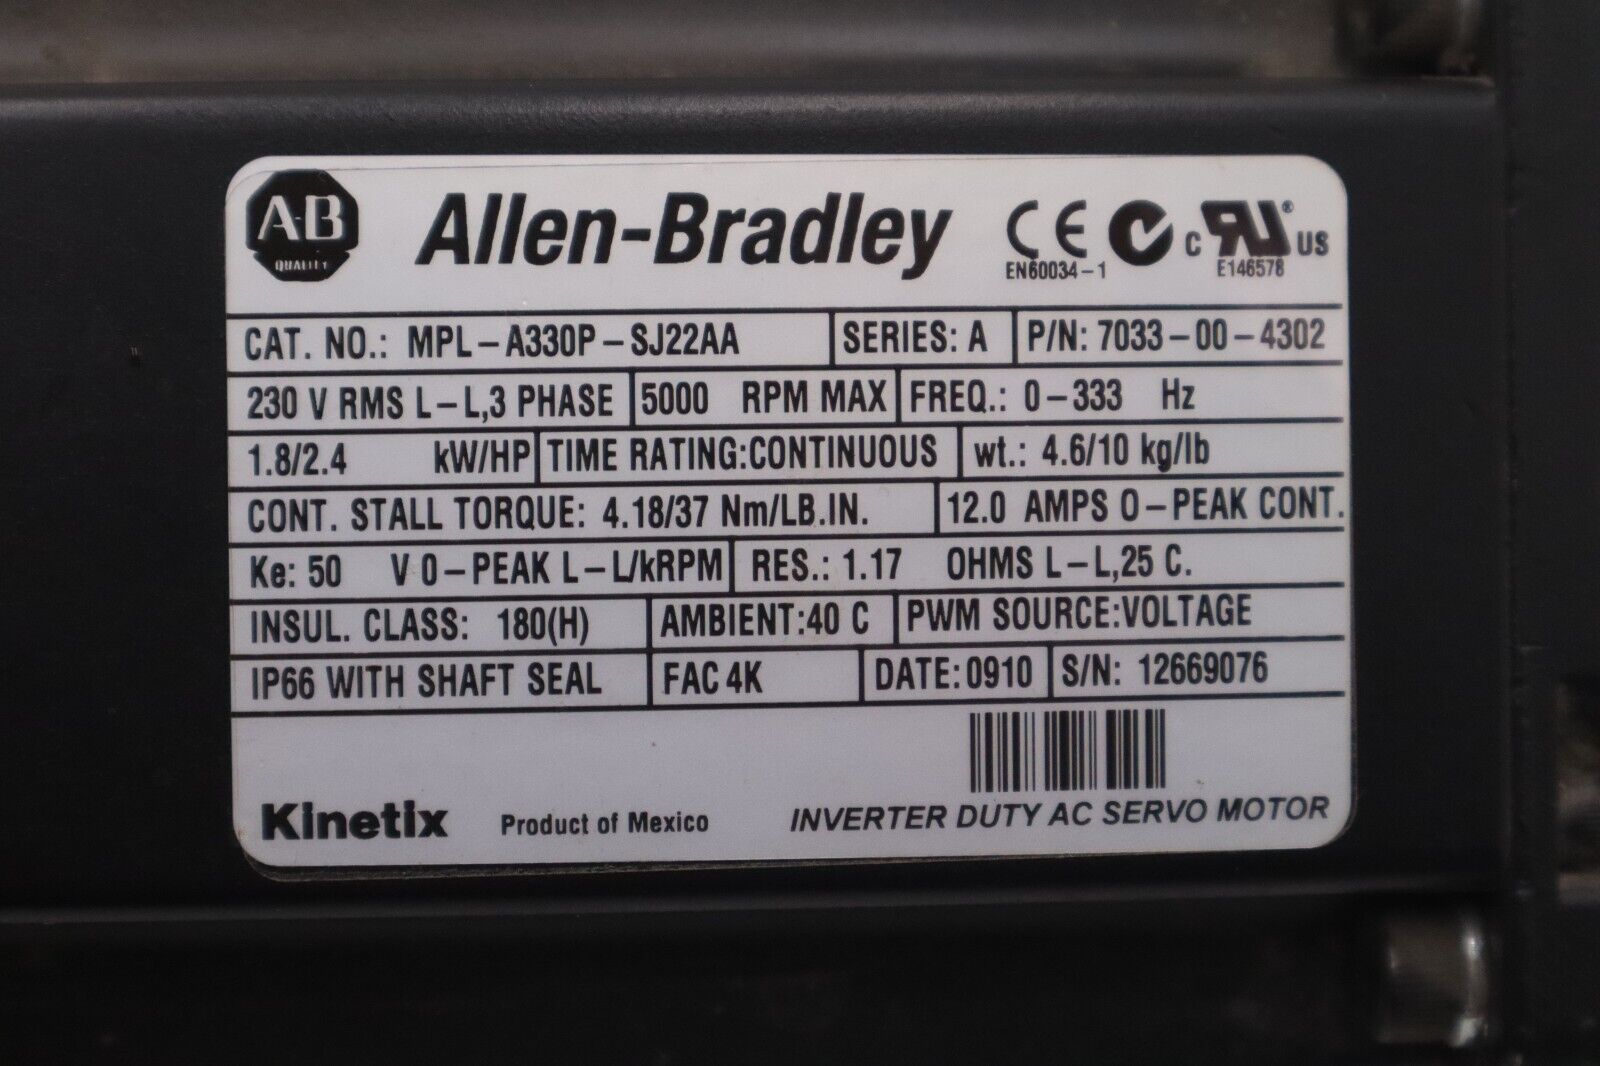 A-B QUALITY Allen-Bradley CE EN60034-1 c RU® US E146578
CAT. NO.: MPL-A330P-SJ22AA SERIES: A P/N: 7033-00-4302
230 V RMS L-L,3 PHASE 5000 RPM MAX FREQ.: 0-333 Hz
1.8/2.4 kW/HP TIME RATING:CONTINUOUS wt.: 4.6/10 kg/lb
CONT. STALL TORQUE: 4.18/37 Nm/LB.IN. 12.0 AMPS O-PEAK CONT.
Ke: 50 V 0-PEAK L-L/kRPM RES.: 1.17 OHMS L-L,25 C.
INSUL. CLASS: 180(H) AMBIENT:40 C PWM SOURCE:VOLTAGE
IP66 WITH SHAFT SEAL FAC 4K DATE:0910 S/N: 12669076
Kinetix Product of Mexico INVERTER DUTY AC SERVO MOTOR